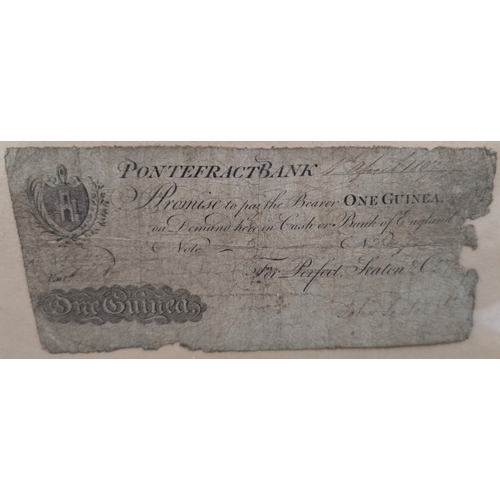 PONTEFRACT BANK
I Promise to pay the Bearer ONE GUINEA,
on Demand here in Cash or Bank of England
Note
For Perfect, Seaton & Co
One Guinea,